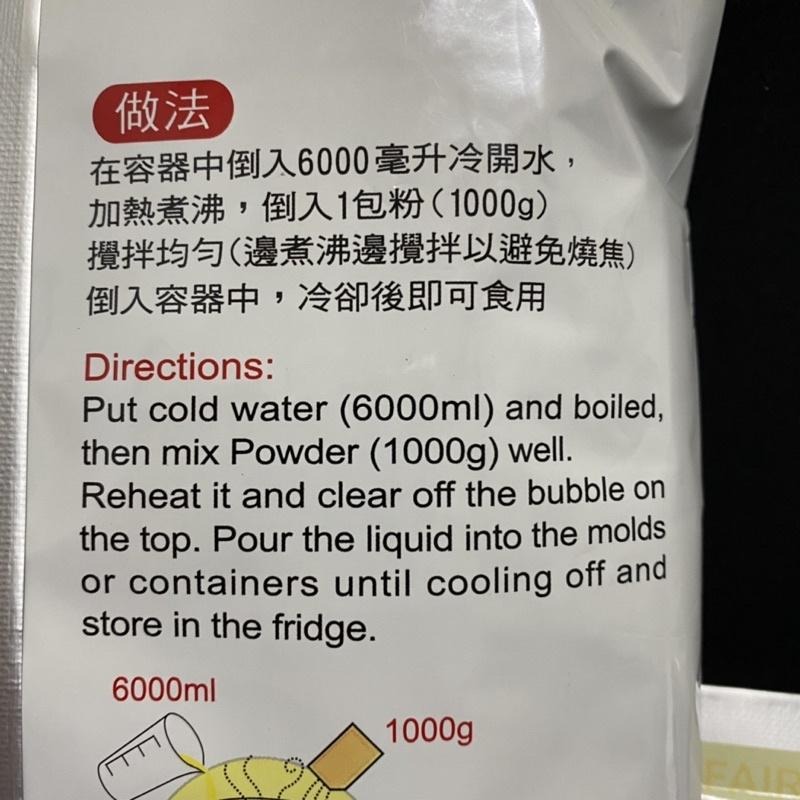 做法
在容器中倒入6000毫升冷開水，
加熱煮沸，倒入1包粉(1000g)
攪拌均勻(邊煮沸邊攪拌以避免燒焦)
倒入容器中，冷卻後即可食用
Directions:
Put cold water (6000ml) and boiled,
then mix Powder (1000g) well.
Reheat it and clear off the bubble on
the top. Pour the liquid into the molds
or containers until cooling off and
store in the fridge.
6000ml
1000g
FAIR